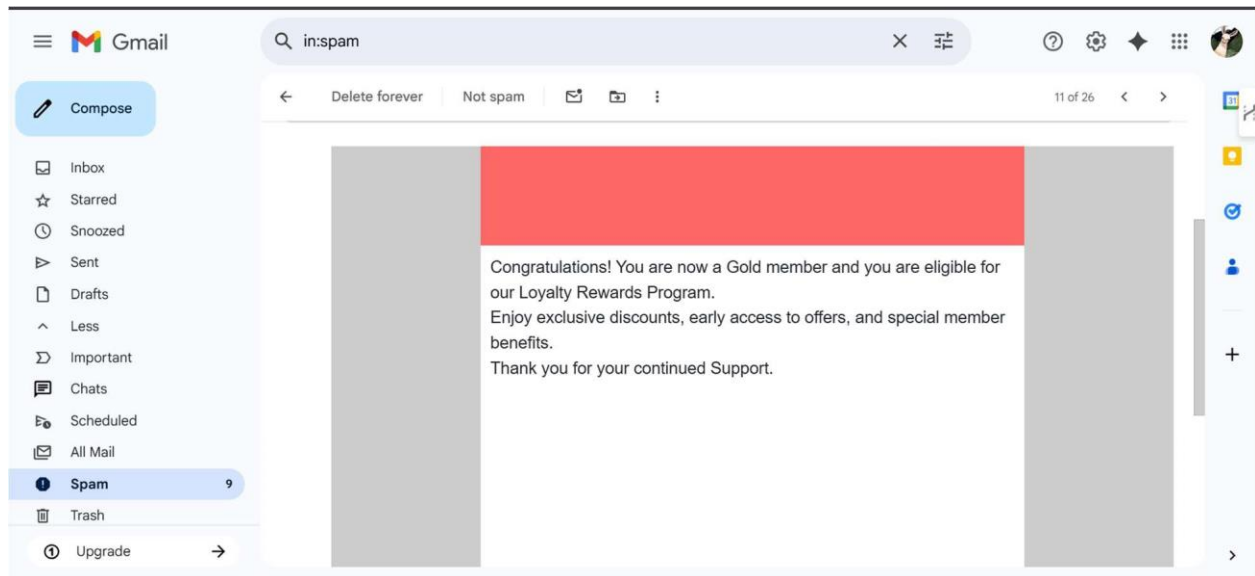 Gmail
in:spam
Compose
Delete forever
Not spam
11 of 26
31
Inbox
Starred
Snoozed
Sent
Drafts
Less
Important
Chats
Scheduled
All Mail
Spam 9
Trash
1 Upgrade
Congratulations! You are now a Gold member and you are eligible for
our Loyalty Rewards Program.
Enjoy exclusive discounts, early access to offers, and special member
benefits.
Thank you for your continued Support.